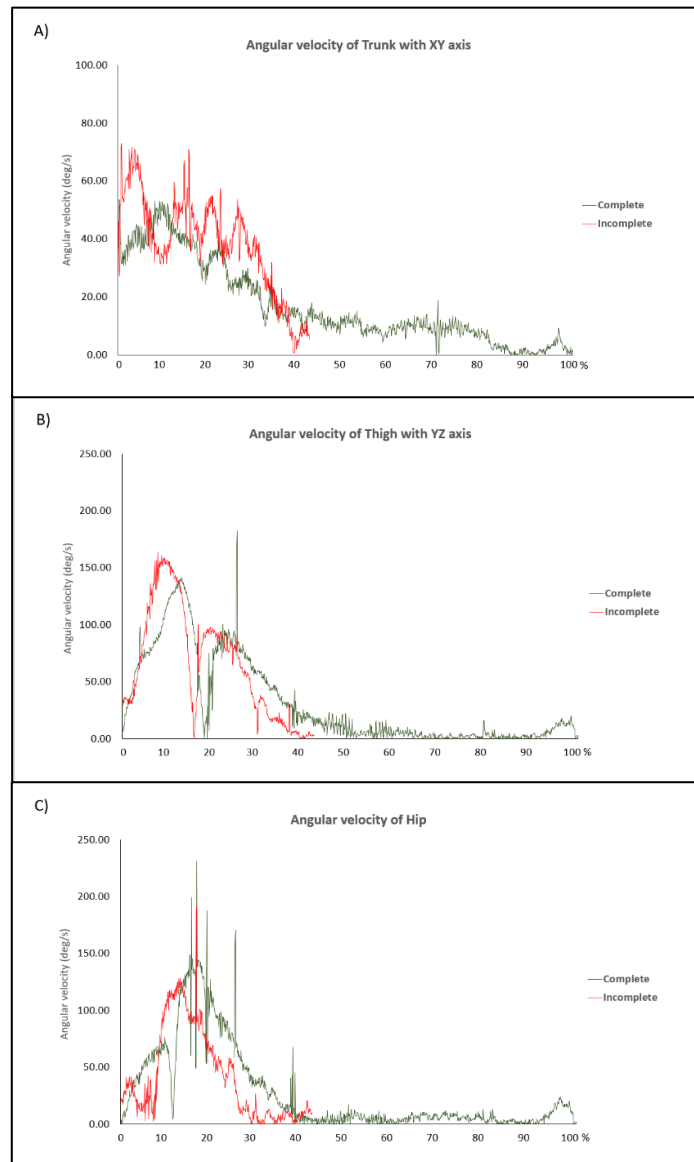 A)
Angular velocity of Trunk with XY axis
100.00
80.00
60.00
40.00
20.00
0.00
Angular velocity (deg/s)
Complete
Incomplete
0 10 20 30 40 50 60 70 80 90 100 %
B)
Angular velocity of Thigh with YZ axis
250.00
200.00
150.00
100.00
50.00
0.00
Angular velocity (deg/s)
Complete
Incomplete
0 10 20 30 40 50 60 70 80 90 100 %
C)
Angular velocity of Hip
250.00
200.00
150.00
100.00
50.00
0.00
Angular velocity (deg/s)
Complete
Incomplete
0 10 20 30 40 50 60 70 80 90 100 %